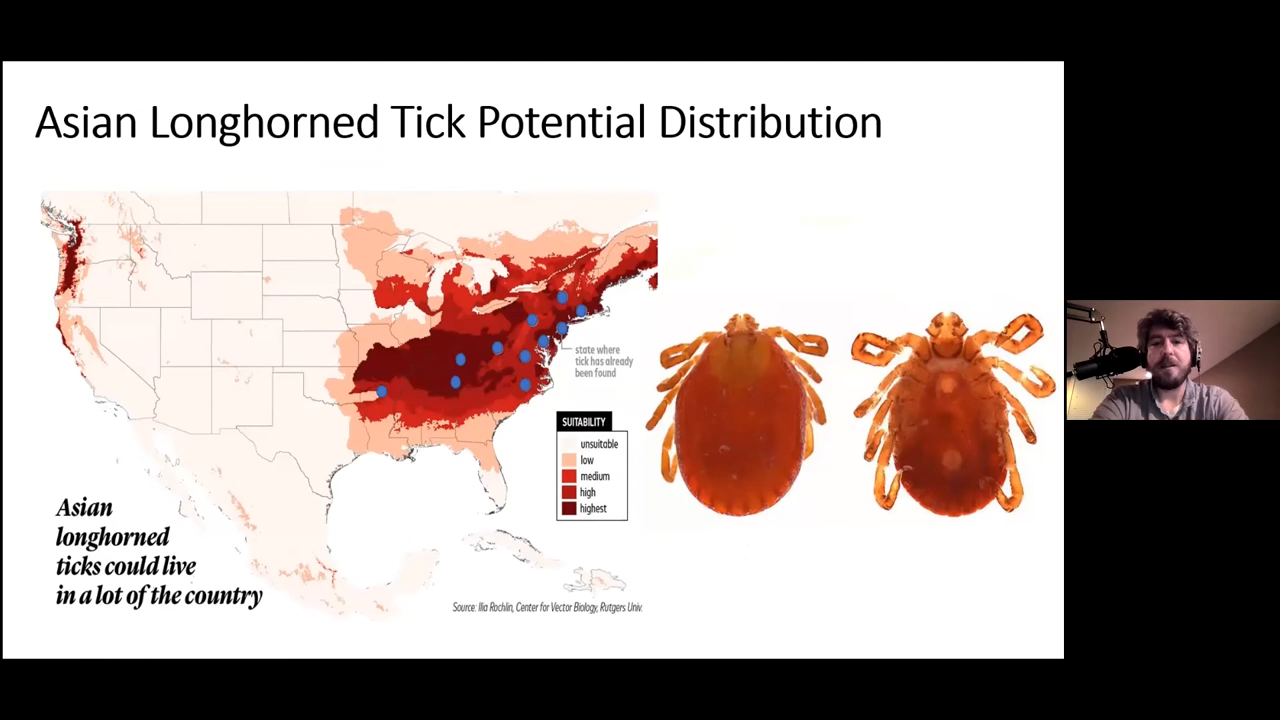 Asian Longhorned Tick Potential Distribution
state where
tick has already
been found
SUITABILITY
unsuitable
low
medium
high
highest
Asian
longhorned
ticks could live
in a lot of the country
Source: Ilia Rochlin, Center for Vector Biology, Rutgers Univ.